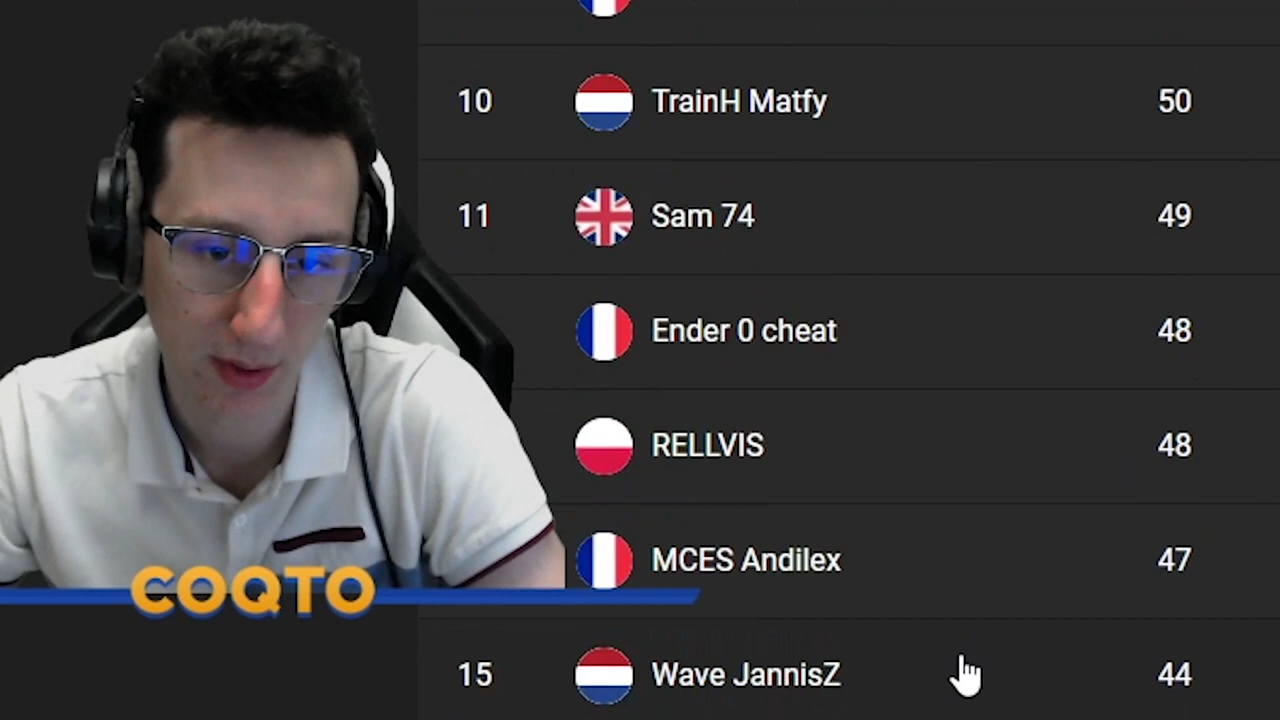 10 TrainH Matfy 50
11 Sam 74 49
Ender 0 cheat 48
RELLVIS 48
MCES Andilex 47
COQTO
15 Wave JannisZ 44